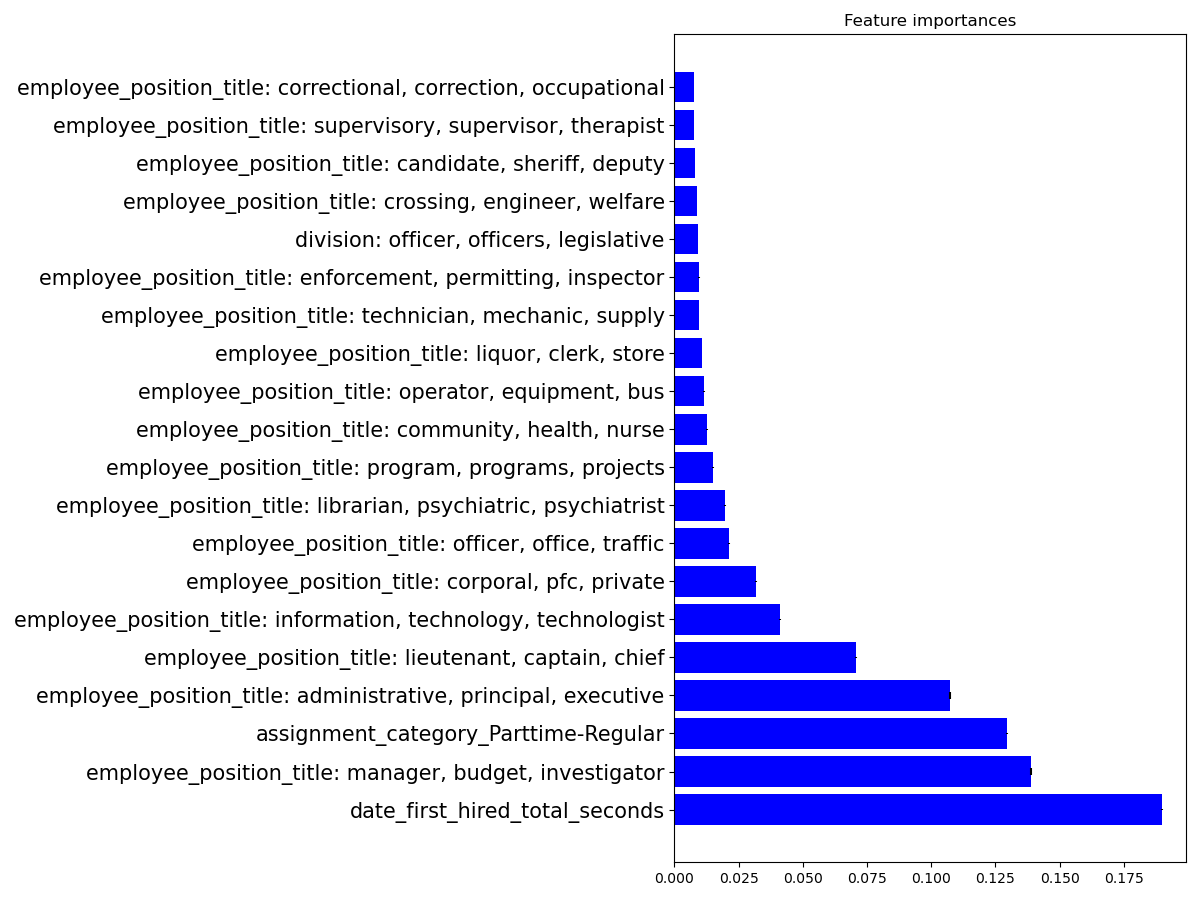 Feature importances
employee_position_title: correctional, correction, occupational
employee_position_title: supervisory, supervisor, therapist
employee_position_title: candidate, sheriff, deputy
employee_position_title: crossing, engineer, welfare
division: officer, officers, legislative
employee_position_title: enforcement, permitting, inspector
employee_position_title: technician, mechanic, supply
employee_position_title: liquor, clerk, store
employee_position_title: operator, equipment, bus
employee_position_title: community, health, nurse
employee_position_title: program, programs, projects
employee_position_title: librarian, psychiatric, psychiatrist
employee_position_title: officer, office, traffic
employee_position_title: corporal, pfc, private
employee_position_title: information, technology, technologist
employee_position_title: lieutenant, captain, chief
employee_position_title: administrative, principal, executive
assignment_category_Parttime-Regular
employee_position_title: manager, budget, investigator
date_first_hired_total_seconds
0.000 0.025 0.050 0.075 0.100 0.125 0.150 0.175